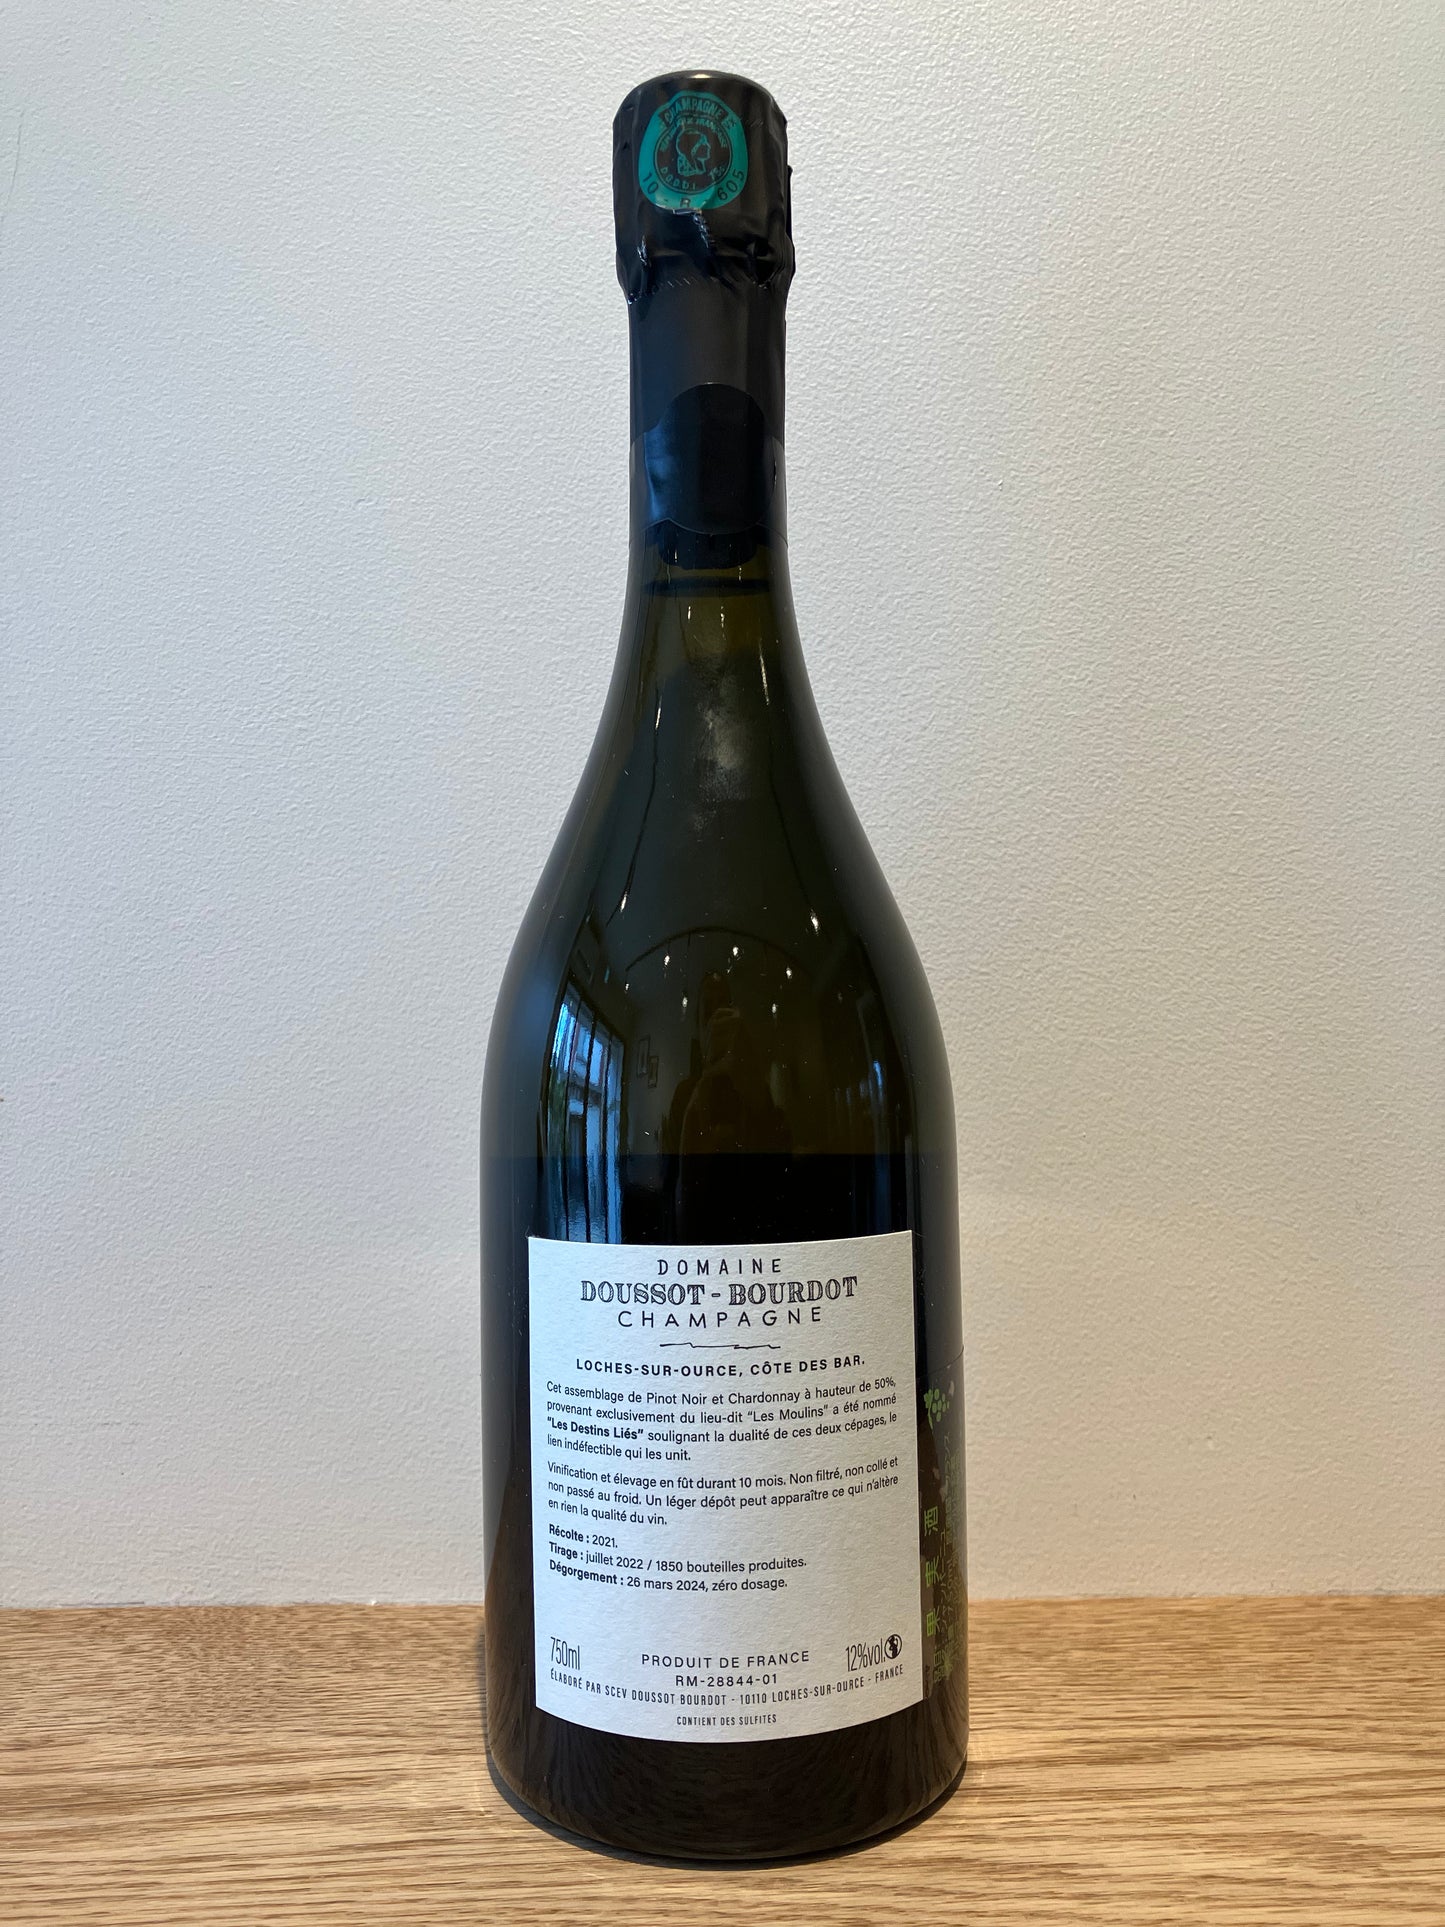 CHAMPAGNE
10 R 605
DOMAINE
DOUSSOT-BOURDOT
CHAMPAGNE
LOCHES-SUR-OURCE, CÔTE DES BAR.
Cet assemblage de Pinot Noir et Chardonnay à hauteur de 50%,
provenant exclusivement du lieu-dit “Les Moulins” a été nommé
“Les Destins Liés” soulignant la dualité de ces deux cépages, le
lien indéfectible qui les unit.
Vinification et élevage en fût durant 10 mois. Non filtré, non collé et
non passé au froid. Un léger dépôt peut apparaître ce qui n’altère
en rien la qualité du vin.
Récolte : 2021.
Tirage : juillet 2022 / 1850 bouteilles produites.
Dégorgement : 26 mars 2024, zéro dosage.
750ml
PRODUIT DE FRANCE
12%vol.
RM-28844-01
ÉLABORÉ PAR SCEV DOUSSOT BOURDOT - 10110 LOCHES-SUR-OURCE - FRANCE
CONTIENT DES SULFITES